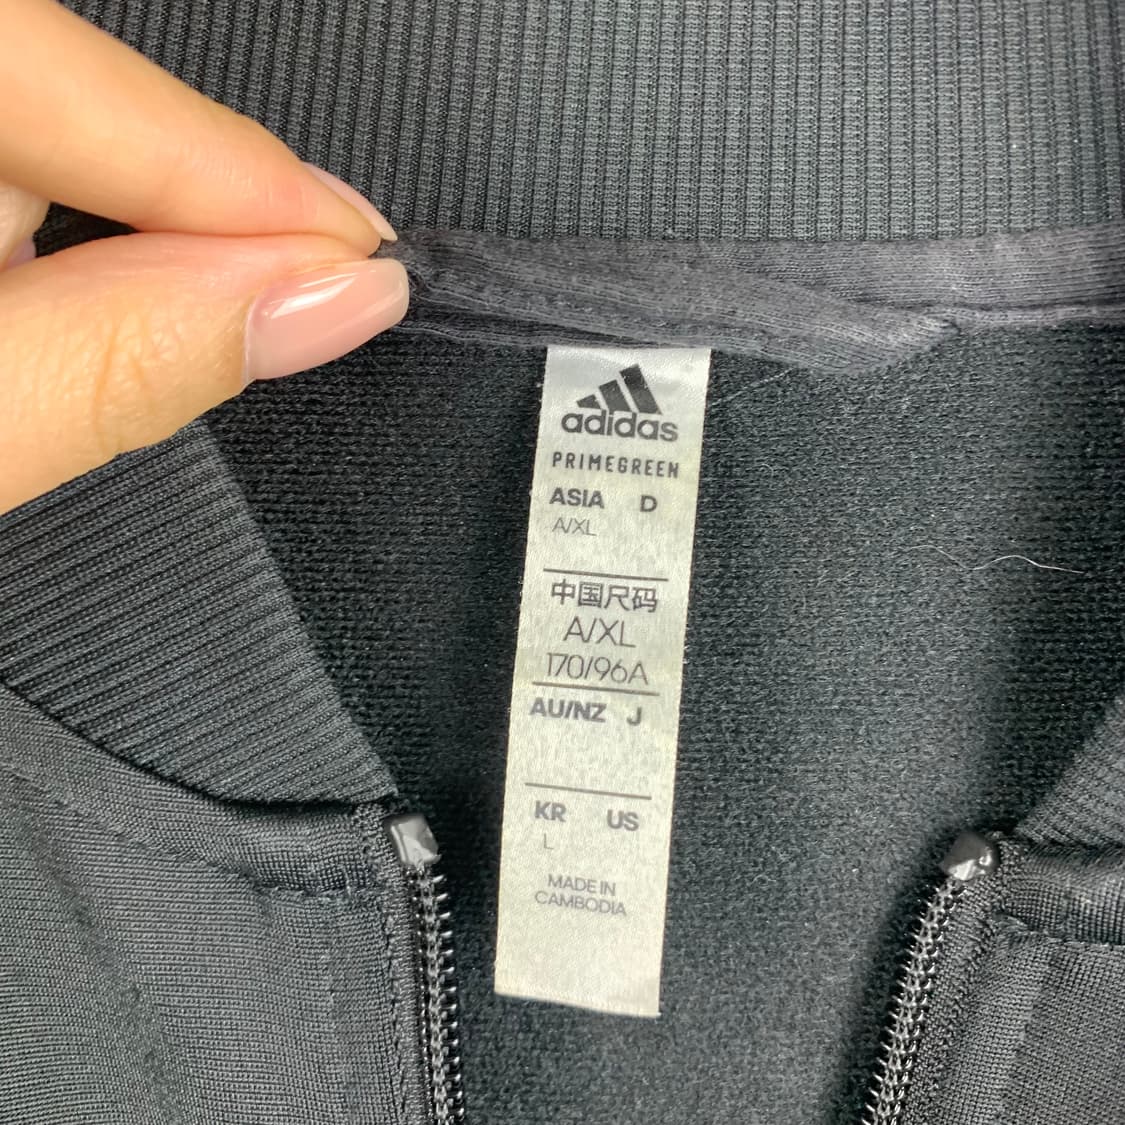 adidas
PRIMEGREEN
ASIA D
A/XL
中国尺码
A/XL
170/96A
AU/NZ J
KR US
L
MADE IN
CAMBODIA